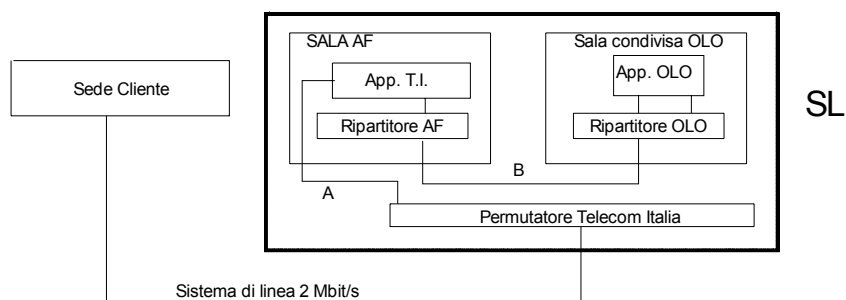 SALA AF
Sala condivisa OLO
Sede Cliente
App. T.I.
App. OLO
SL
Ripartitore AF
Ripartitore OLO
A
B
Permutatore Telecom Italia
Sistema di linea 2 Mbit/s